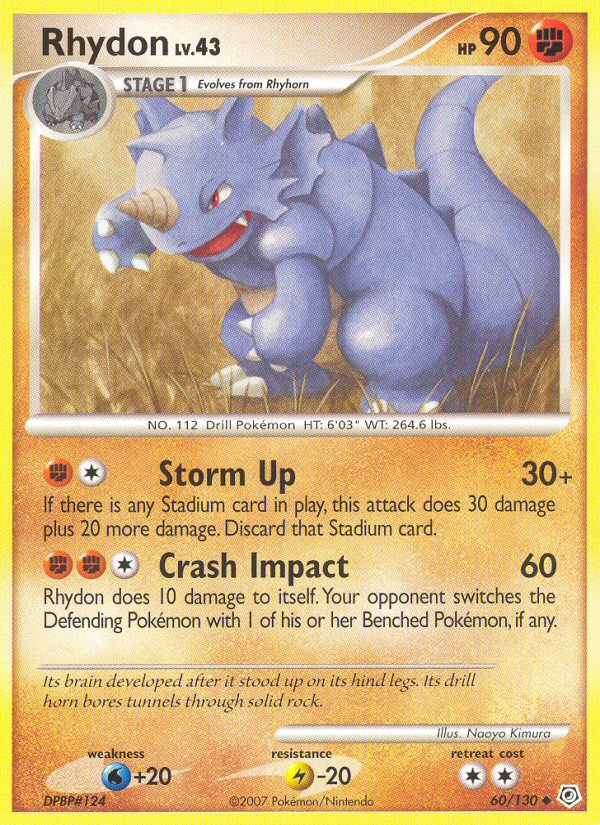 Rhydon LV.43 HP 90
STAGE 1 Evolves from Rhyhorn
NO. 112 Drill Pokémon HT: 6'03" WT: 264.6 lbs.
Storm Up 30+
If there is any Stadium card in play, this attack does 30 damage
plus 20 more damage. Discard that Stadium card.
Crash Impact 60
Rhydon does 10 damage to itself. Your opponent switches the
Defending Pokémon with 1 of his or her Benched Pokémon, if any.
Its brain developed after it stood up on its hind legs. Its drill
horn bores tunnels through solid rock.
Illus. Naoyo Kimura
weakness resistance retreat cost
+20 -20
DPBP#124 ©2007 Pokémon/Nintendo 60/130